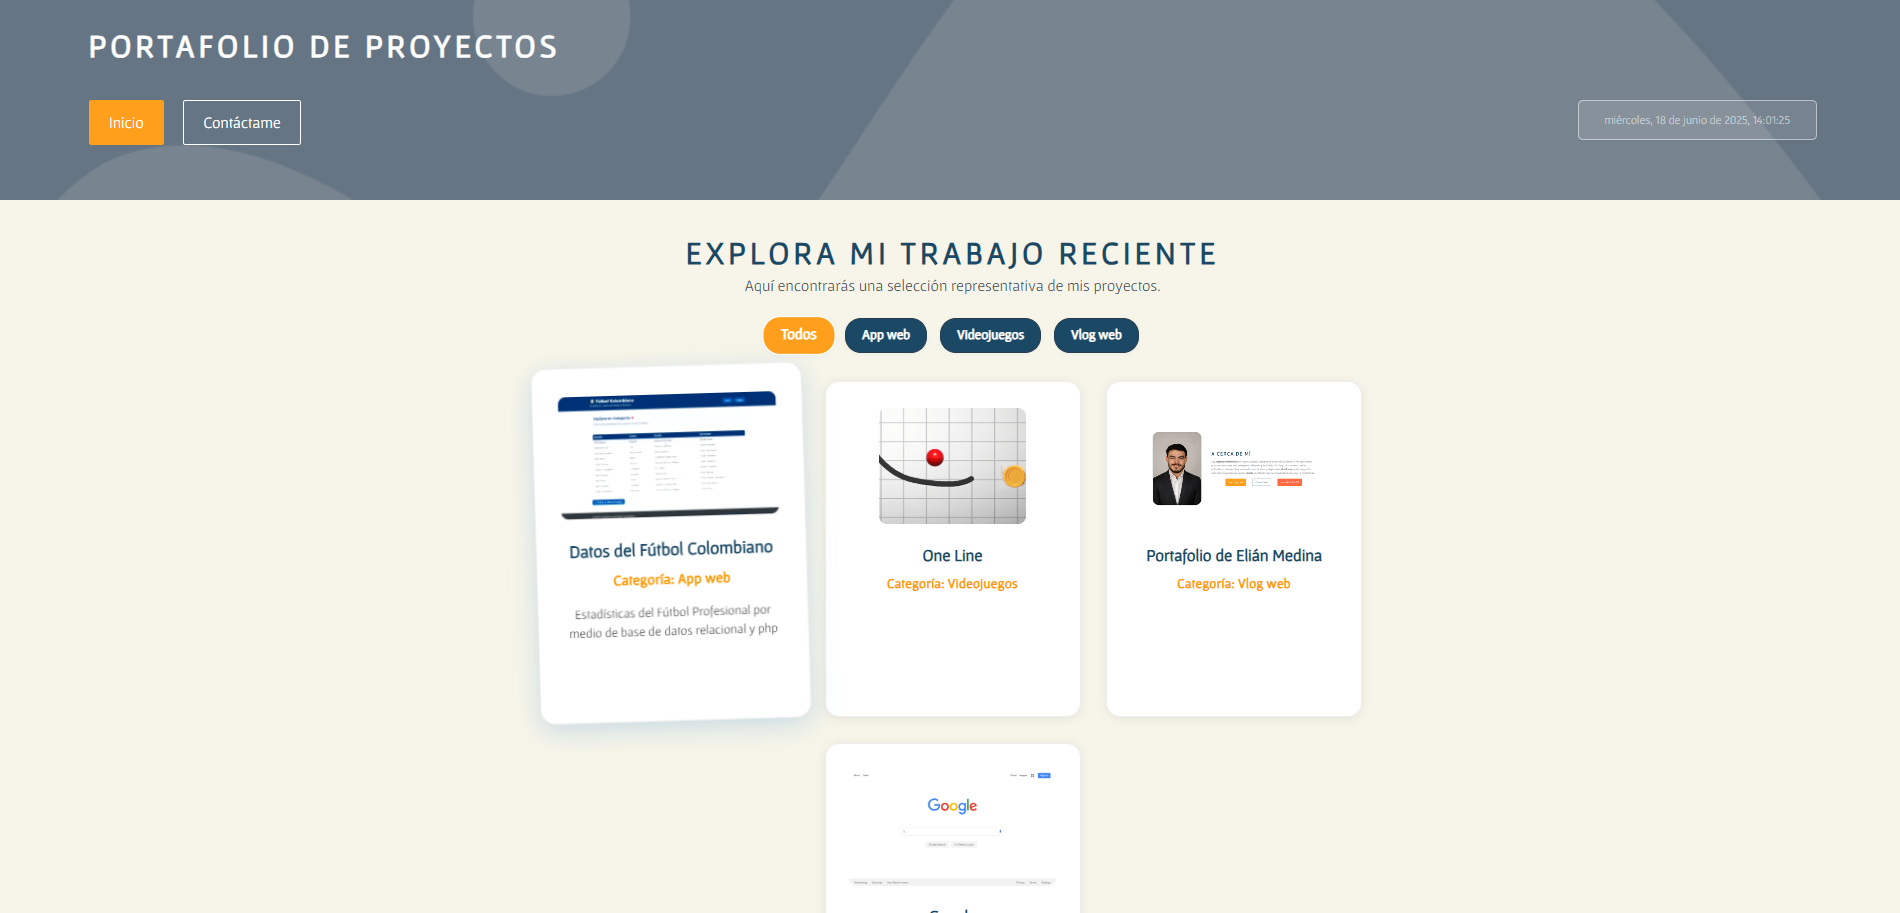 PORTAFOLIO DE PROYECTOS
Inicio
Contáctame
miércoles, 18 de junio de 2025, 14:01:25
EXPLORA MI TRABAJO RECIENTE
Aquí encontrarás una selección representativa de mis proyectos.
Todos
App web
Videojuegos
Vlog web
Fútbol Colombiano
Datos del Fútbol Colombiano
Categoría: App web
Estadísticas del Fútbol Profesional por
medio de base de datos relacional y php
One Line
Categoría: Videojuegos
A CERCA DE MÍ
Portafolio de Elián Medina
Categoría: Vlog web
Google